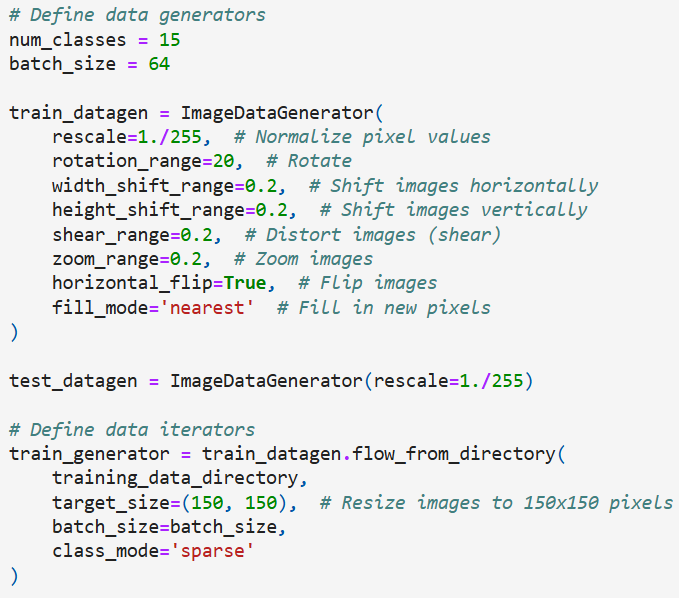 # Define data generators
num_classes = 15
batch_size = 64

train_datagen = ImageDataGenerator(
    rescale=1./255,  # Normalize pixel values
    rotation_range=20,  # Rotate
    width_shift_range=0.2,  # Shift images horizontally
    height_shift_range=0.2,  # Shift images vertically
    shear_range=0.2,  # Distort images (shear)
    zoom_range=0.2,  # Zoom images
    horizontal_flip=True,  # Flip images
    fill_mode='nearest'  # Fill in new pixels
)

test_datagen = ImageDataGenerator(rescale=1./255)

# Define data iterators
train_generator = train_datagen.flow_from_directory(
    training_data_directory,
    target_size=(150, 150),  # Resize images to 150x150 pixels
    batch_size=batch_size,
    class_mode='sparse'
)